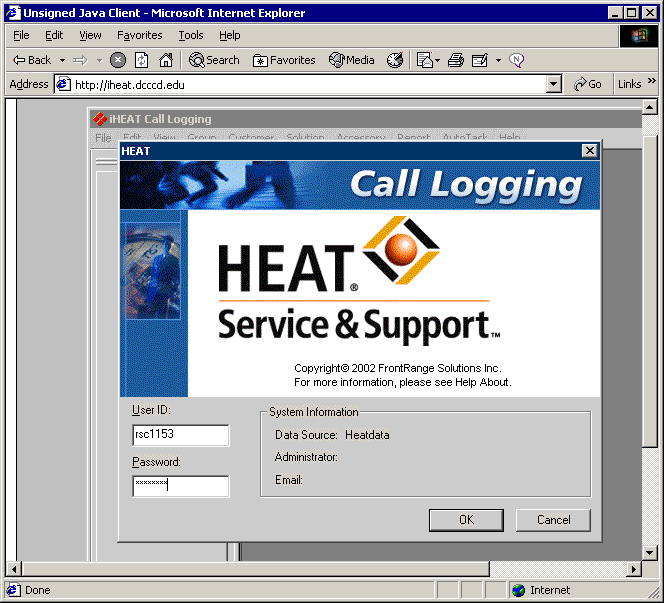 Unsigned Java Client - Microsoft Internet Explorer
File Edit View Favorites Tools Help
Back Search Favorites Media
Address http://iheat.dcccd.edu Go Links »
iHEAT Call Logging
File Edit View Group Customer Solution Accessory Report AutoTask Help
HEAT
Call Logging
HEAT®
Service & Support™
Copyright© 2002 FrontRange Solutions Inc.
For more information, please see Help About.
User ID:
rsc1153
Password:
xxxxxxxx
System Information
Data Source: Heatdata
Administrator:
Email:
OK Cancel
Done Internet